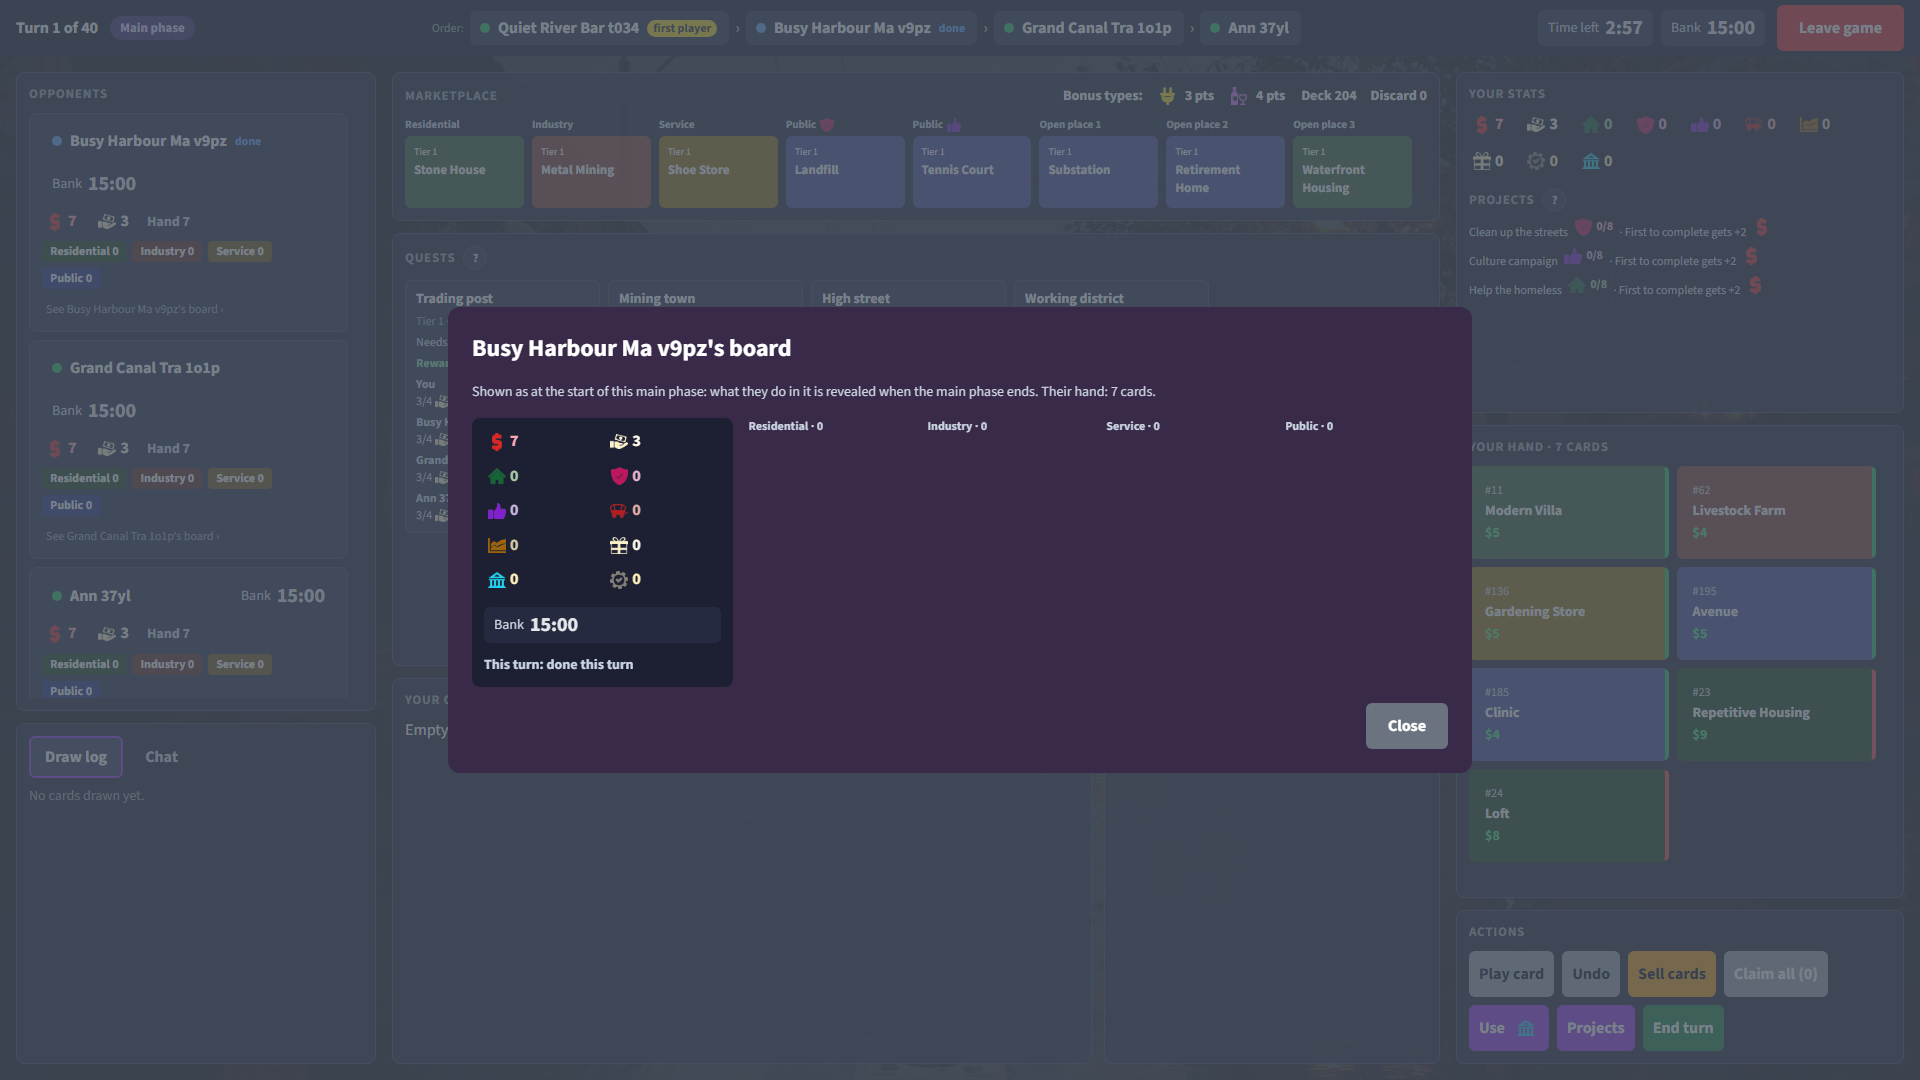 Turn 1 of 40
Main phase
Order:
Quiet River Bar t034 first player
›
Busy Harbour Ma v9pz done
›
Grand Canal Tra 1o1p
›
Ann 37yl
Time left 2:57
Bank 15:00
Leave game
OPPONENTS
Busy Harbour Ma v9pz done
Bank 15:00
7 3 Hand 7
Residential 0 Industry 0 Service 0
Public 0
See Busy Harbour Ma v9pz's board ›
Grand Canal Tra 1o1p
Bank 15:00
7 3 Hand 7
Residential 0 Industry 0 Service 0
Public 0
See Grand Canal Tra 1o1p's board ›
Ann 37yl Bank 15:00
7 3 Hand 7
Residential 0 Industry 0 Service 0
Public 0
Draw log Chat
No cards drawn yet.
MARKETPLACE
Bonus types: 3 pts 4 pts Deck 204 Discard 0
Residential
Tier 1
Stone House
Industry
Tier 1
Metal Mining
Service
Tier 1
Shoe Store
Public
Tier 1
Landfill
Public
Tier 1
Tennis Court
Open place 1
Tier 1
Substation
Open place 2
Tier 1
Retirement
Home
Open place 3
Tier 1
Waterfront
Housing
QUESTS ?
Trading post Mining town High street Working district
Tier 1
Needs
You
3/4
3/4
3/4
3/4
Empty
Busy Harbour Ma v9pz's board
Shown as at the start of this main phase: what they do in it is revealed when the main phase ends. Their hand: 7 cards.
7 3
0 0
0 0
0 0
0 0
Bank 15:00
This turn: done this turn
Residential · 0 Industry · 0 Service · 0 Public · 0
Close
YOUR STATS
7 3 0 0 0 0 0
0 0 0
PROJECTS ?
Clean up the streets 0/8 · First to complete gets +2
Culture campaign 0/8 · First to complete gets +2
Help the homeless 0/8 · First to complete gets +2
YOUR HAND · 7 CARDS
#11
Modern Villa
$5
#62
Livestock Farm
$4
#136
Gardening Store
$5
#195
Avenue
$5
#185
Clinic
$4
#23
Repetitive Housing
$9
#24
Loft
$8
ACTIONS
Play card Undo Sell cards Claim all (0)
Use Projects End turn